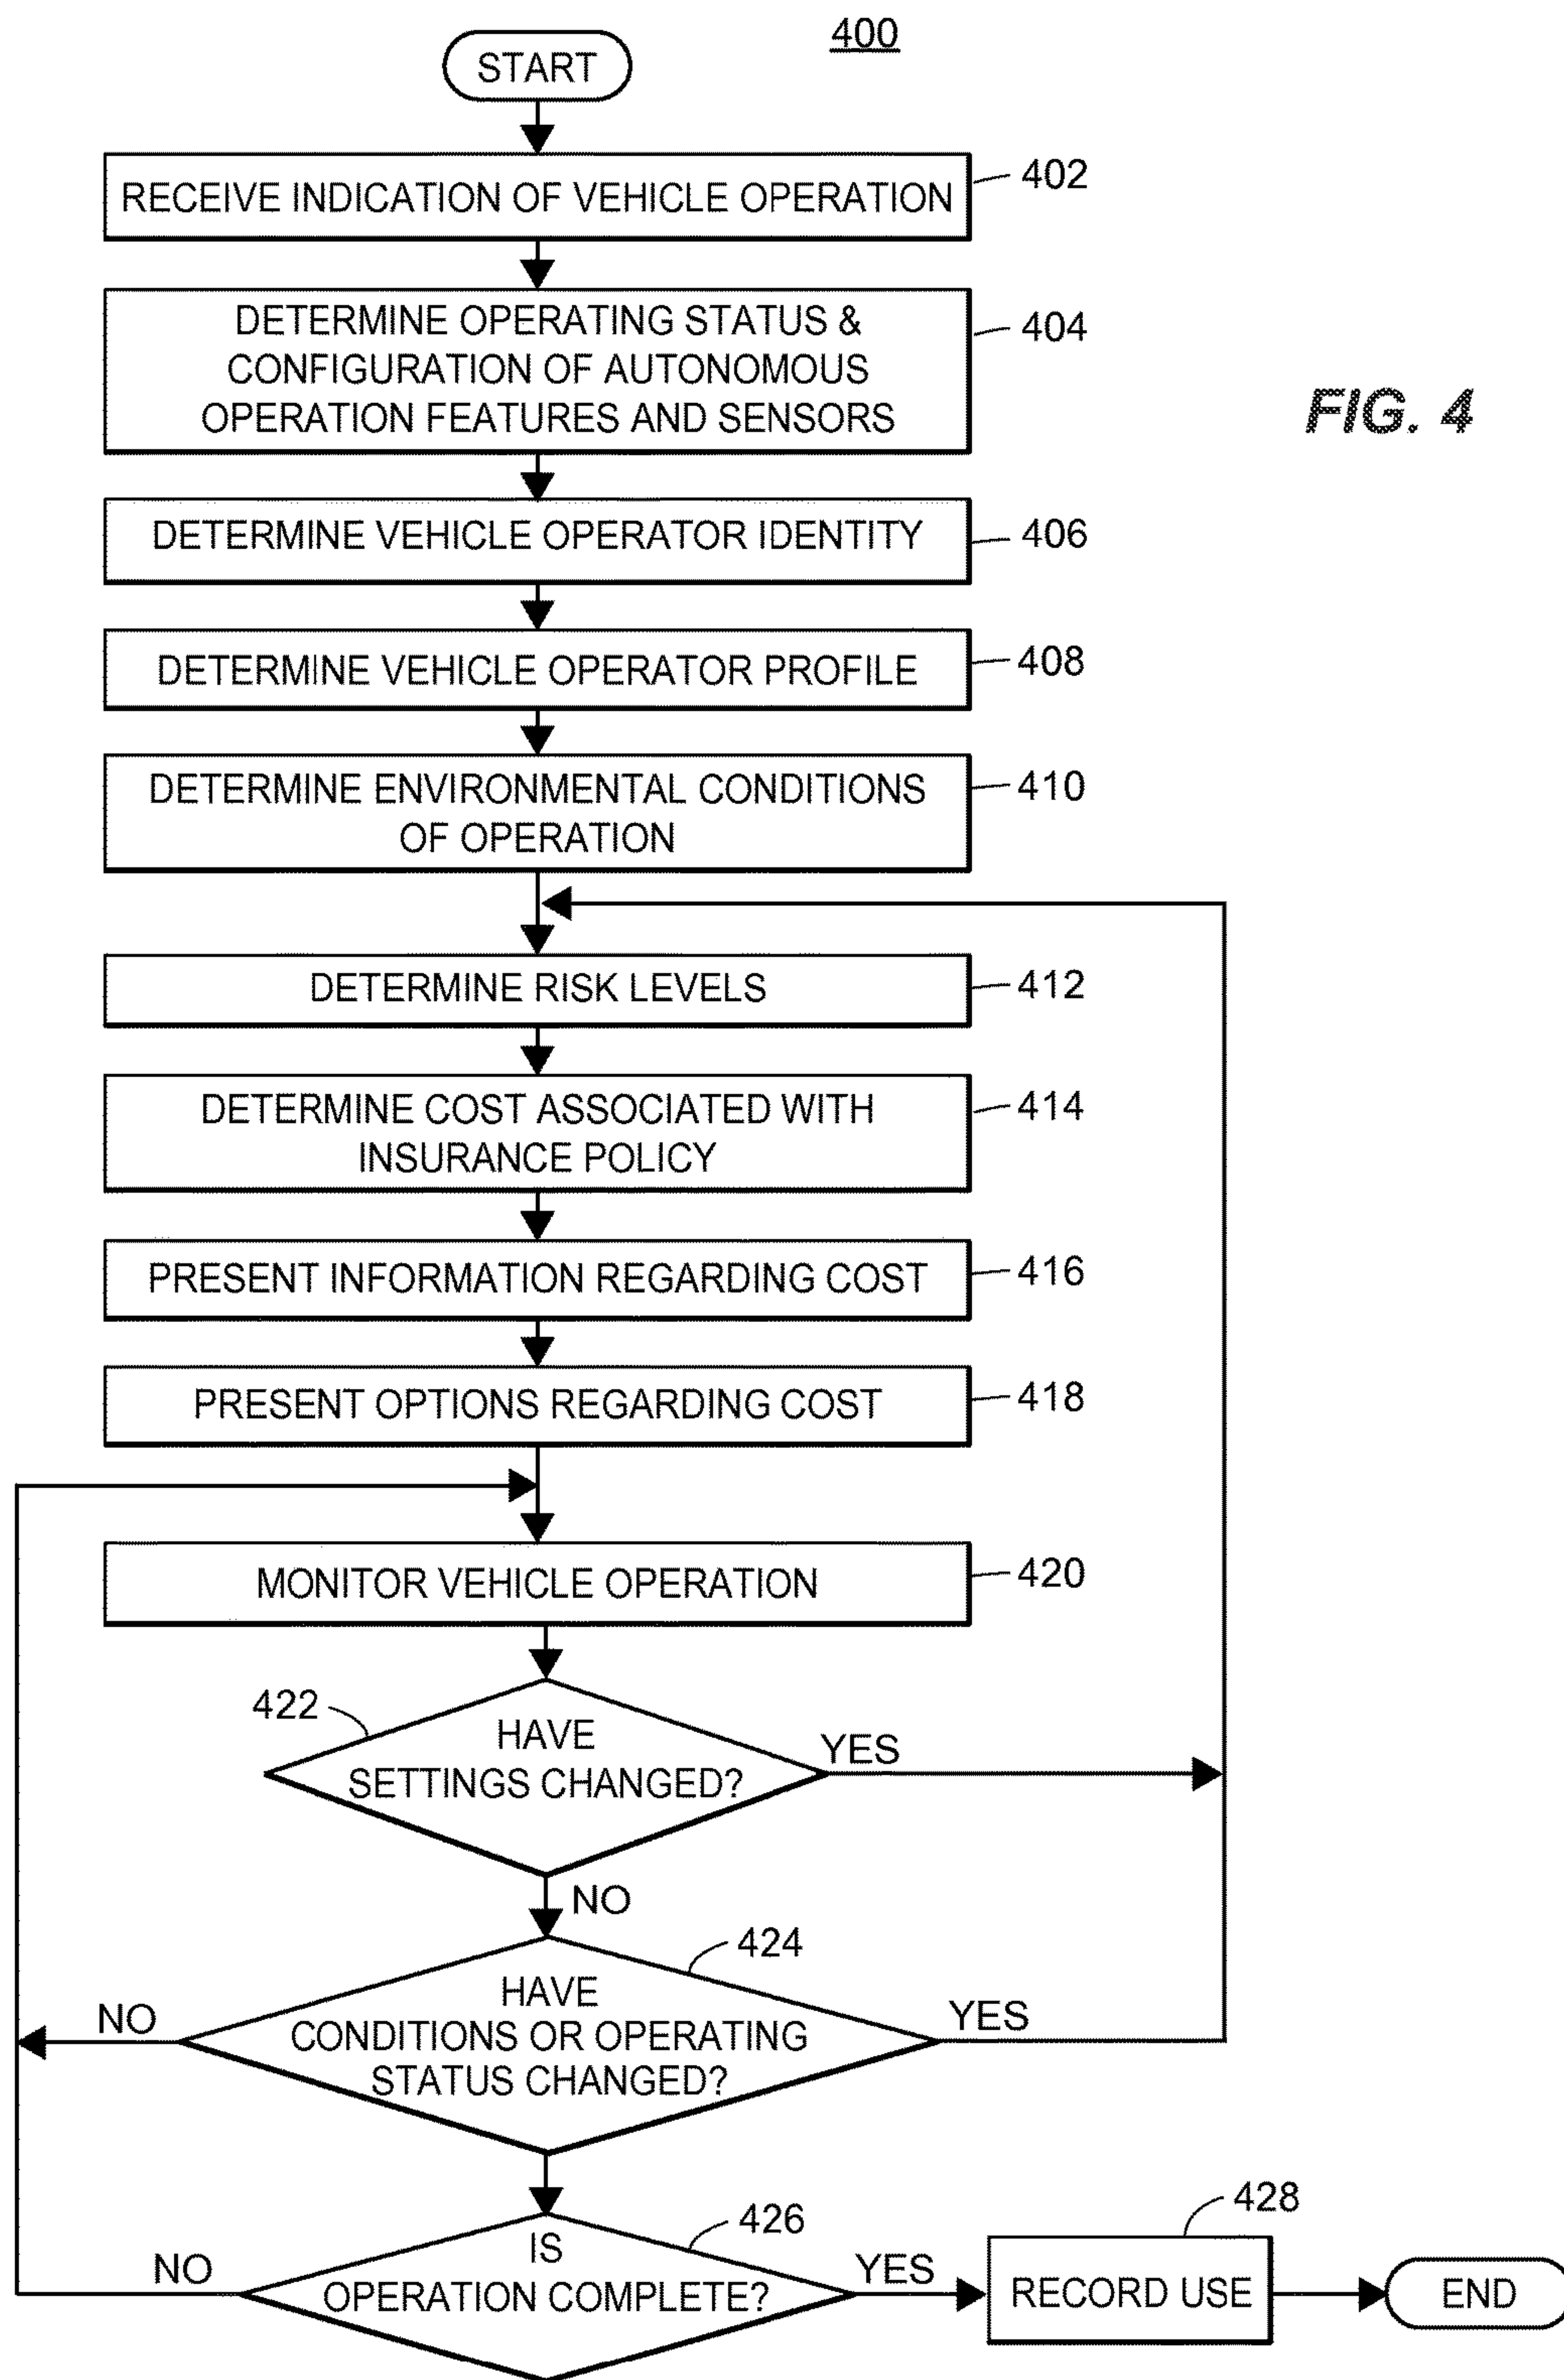 400
START
RECEIVE INDICATION OF VEHICLE OPERATION
402
DETERMINE OPERATING STATUS &
CONFIGURATION OF AUTONOMOUS
OPERATION FEATURES AND SENSORS
404
FIG. 4
DETERMINE VEHICLE OPERATOR IDENTITY
406
DETERMINE VEHICLE OPERATOR PROFILE
408
DETERMINE ENVIRONMENTAL CONDITIONS
OF OPERATION
410
DETERMINE RISK LEVELS
412
DETERMINE COST ASSOCIATED WITH
INSURANCE POLICY
414
PRESENT INFORMATION REGARDING COST
416
PRESENT OPTIONS REGARDING COST
418
MONITOR VEHICLE OPERATION
420
422
HAVE
SETTINGS CHANGED?
YES
NO
424
HAVE
CONDITIONS OR OPERATING
STATUS CHANGED?
NO
YES
426
IS
OPERATION COMPLETE?
NO
YES
428
RECORD USE
END